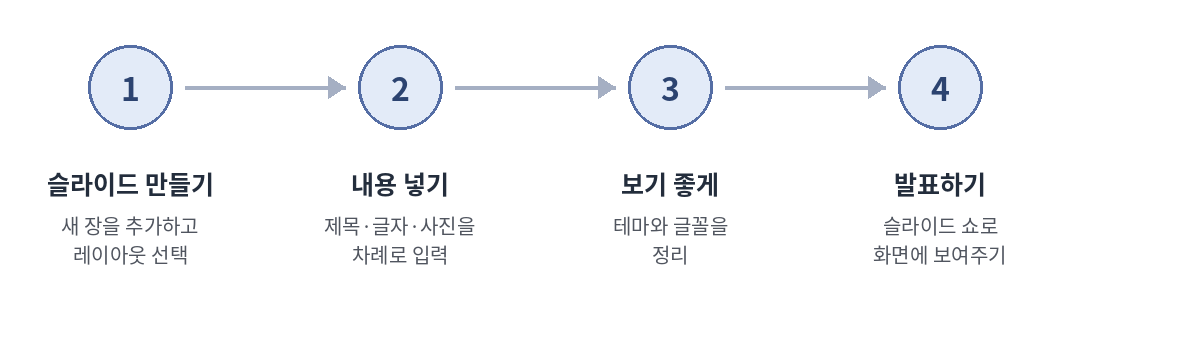 1
2
3
4
슬라이드 만들기
새 장을 추가하고
레이아웃 선택
내용 넣기
제목·글자·사진을
차례로 입력
보기 좋게
테마와 글꼴을
정리
발표하기
슬라이드 쇼로
화면에 보여주기